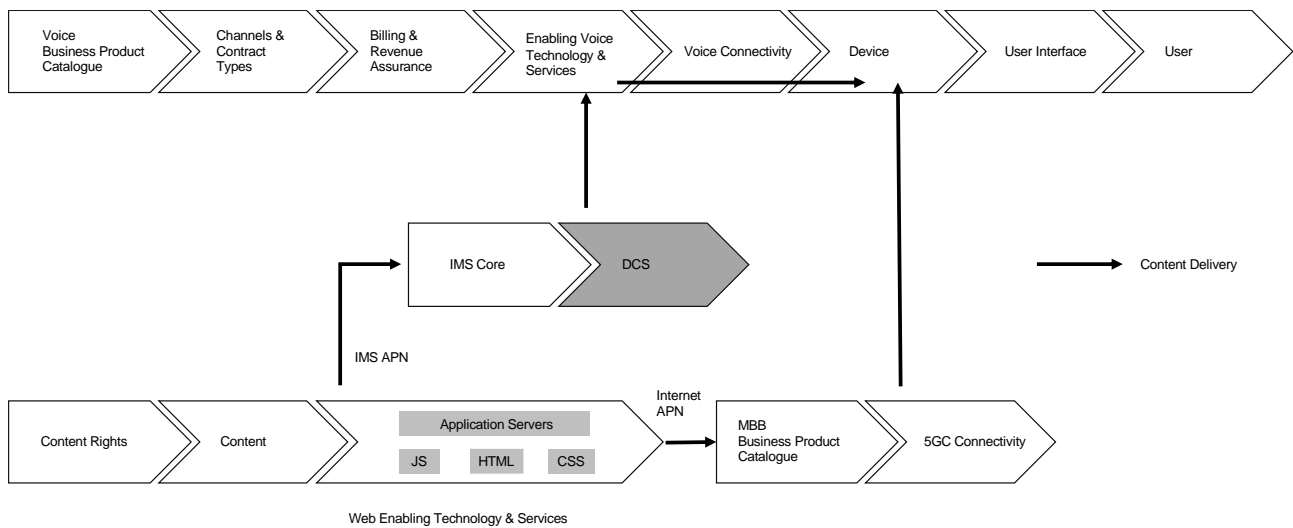 Voice
Business Product
Catalogue
Channels &
Contract
Types
Billing &
Revenue
Assurance
Enabling Voice
Technology &
Services
Voice Connectivity
Device
User Interface
User
IMS Core
DCS
Content Delivery
IMS APN
Internet
APN
Content Rights
Content
Application Servers
JS
HTML
CSS
MBB
Business Product
Catalogue
5GC Connectivity
Web Enabling Technology & Services